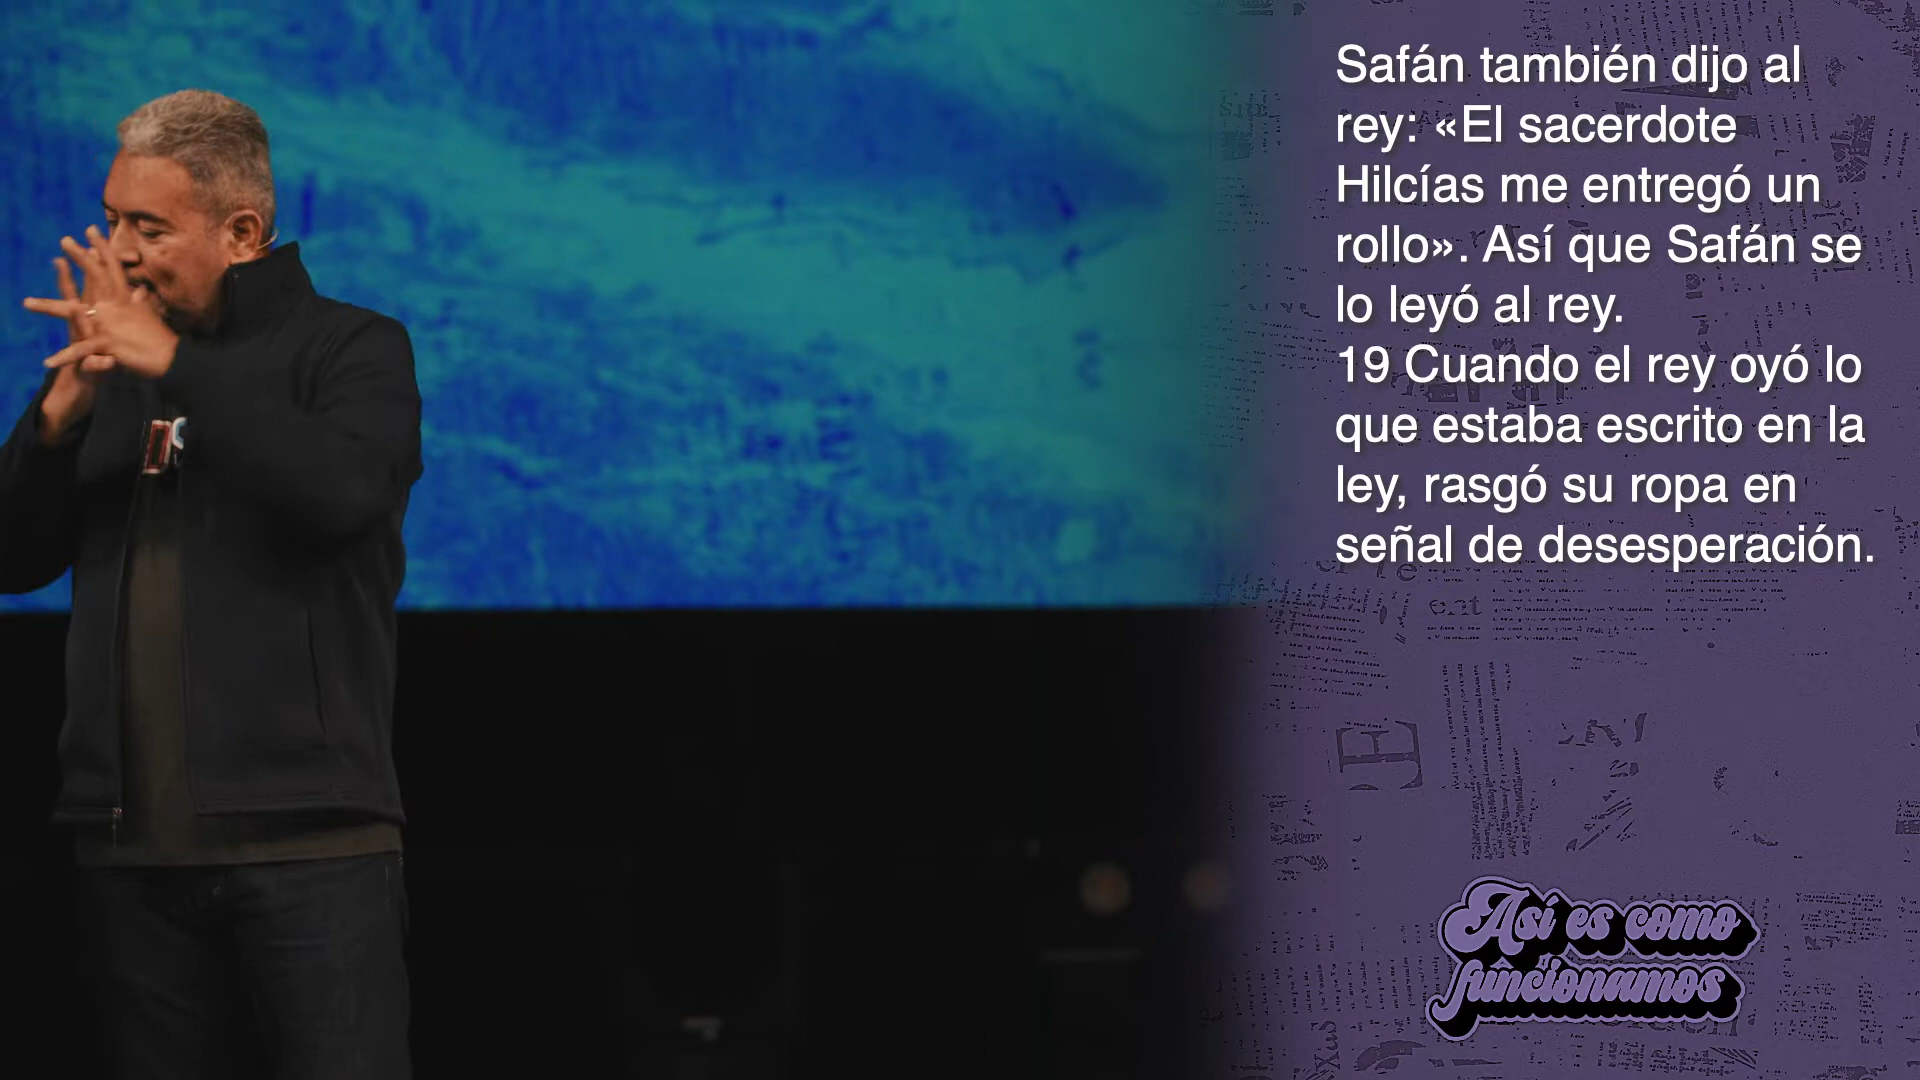 Safán también dijo al
rey: «El sacerdote
Hilcías me entregó un
rollo». Así que Safán se
lo leyó al rey.
19 Cuando el rey oyó lo
que estaba escrito en la
ley, rasgó su ropa en
señal de desesperación.
Así es como
funcionamos